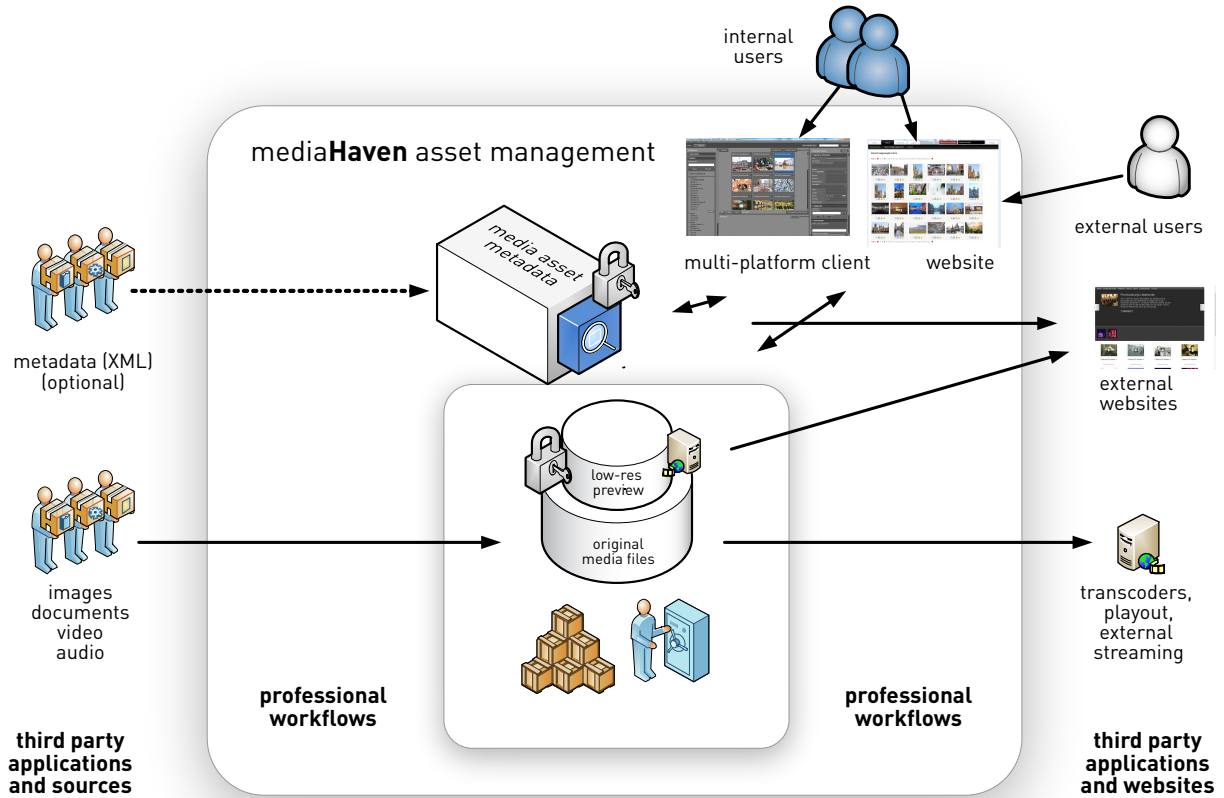 internal
users
mediaHaven asset management
media asset
metadata
multi-platform client
website
external users
metadata (XML)
(optional)
external
websites
low-res
preview
original
media files
images
documents
video
audio
transcoders,
playout,
external
streaming
professional
workflows
professional
workflows
third party
applications
and sources
third party
applications
and websites